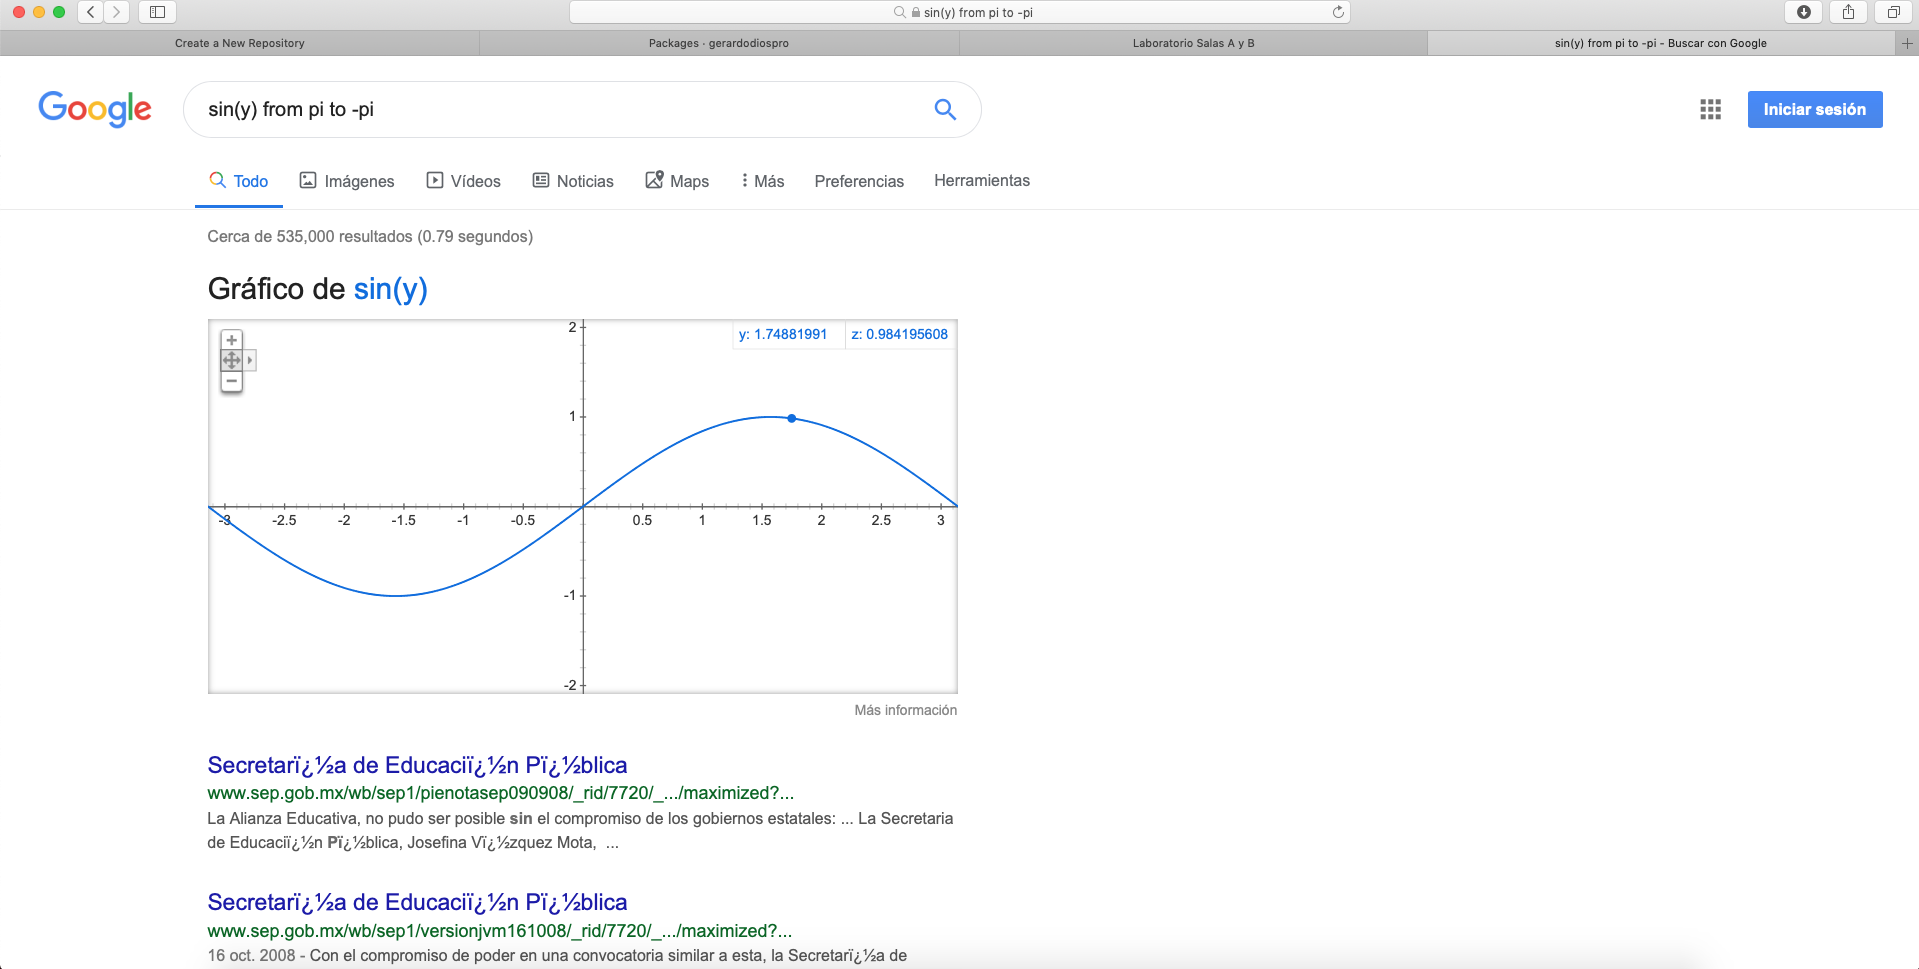 sin(y) from pi to -pi
Create a New Repository
Packages · gerardodiospro
Laboratorio Salas A y B
sin(y) from pi to -pi - Buscar con Google
Google
sin(y) from pi to -pi
Iniciar sesión
Todo
Imágenes
Vídeos
Noticias
Maps
Más
Preferencias
Herramientas
Cerca de 535,000 resultados (0.79 segundos)
Gráfico de sin(y)
y: 1.74881991
z: 0.984195608
2
1
-3
-2.5
-2
-1.5
-1
-0.5
0.5
1
1.5
2
2.5
3
-1
-2
Más información
Secretarï¿½a de Educaciï¿½n Pï¿½blica
www.sep.gob.mx/wb/sep1/pienotasep090908/_rid/7720/_.../maximized?...
La Alianza Educativa, no pudo ser posible sin el compromiso de los gobiernos estatales: ... La Secretaria
de Educaciï¿½n Pï¿½blica, Josefina Vï¿½zquez Mota, ...
Secretarï¿½a de Educaciï¿½n Pï¿½blica
www.sep.gob.mx/wb/sep1/versionjvm161008/_rid/7720/_.../maximized?...
16 oct. 2008 - Con el compromiso de poder en una convocatoria similar a esta, la Secretarï¿½a de